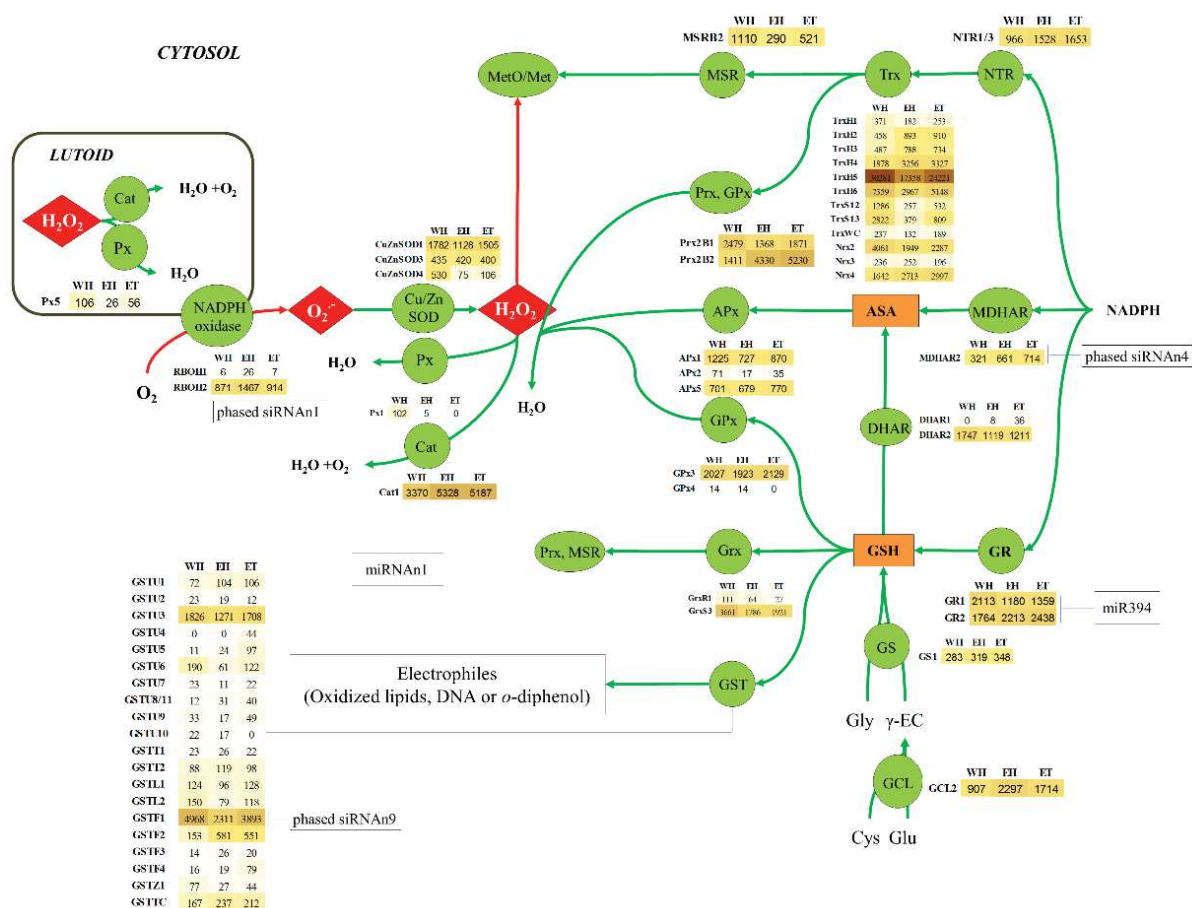 WH EH ET
MSRB2 1110 290 521
WH EH ET
NTR1/3 966 1528 1653
CYTOSOL
MetO/Met
MSR
Trx
NTR
WH EH ET
TrxH1 371 182 253
TrxH2 458 893 910
TrxH3 487 788 734
TrxH4 1878 3256 3327
TrxH5 30281 17358 24221
TrxH6 7359 2967 5148
TrxS12 1286 257 532
TrxS13 2822 379 809
TrxWC 237 132 189
Nrx2 4061 1949 2287
Nrx3 236 252 196
Nrx4 1642 2713 2997
LUTOID
Cat
H₂O +O₂
H₂O₂
Px
H₂O
WH EH ET
Px5 106 26 56
Prx, GPx
WH EH ET
Prx2B1 2479 1368 1871
Prx2B2 1411 4330 5230
WH EH ET
CuZnSOD1 1782 1128 1505
CuZnSOD3 435 420 400
CuZnSOD4 530 75 106
NADPH
oxidase
O₂·⁻
Cu/Zn
SOD
H₂O₂
APx
ASA
MDHAR
NADPH
WH EH ET
RBOH1 6 26 7
RBOH2 871 1467 914
O₂
phased siRNAn1
H₂O
Px
WH EH ET
Px1 102 5 0
H₂O
WH EH ET
APx1 1225 727 870
APx2 71 17 35
APx5 701 679 770
WH EH ET
MDHAR2 321 661 714
phased siRNAn4
Cat
H₂O +O₂
WH EH ET
Cat1 3370 5328 5187
GPx
WH EH ET
GPx3 2027 1923 2129
GPx4 14 14 0
DHAR
WH EH ET
DHAR1 0 8 36
DHAR2 1747 1119 1211
Prx, MSR
Grx
GSH
GR
WH EH ET
GrxR1 111 64 27
GrxS3 3661 1786 1921
WH EH ET
GR1 2113 1180 1359
GR2 1764 2213 2438
miR394
miRNAn1
GS
WH EH ET
GS1 283 319 348
WH EH ET
GSTU1 72 104 106
GSTU2 23 19 12
GSTU3 1826 1271 1708
GSTU4 0 0 44
GSTU5 11 24 97
GSTU6 190 61 122
GSTU7 23 11 22
GSTU8/11 12 31 40
GSTU9 33 17 49
GSTU10 22 17 0
GSTT1 23 26 22
GSTT2 88 119 98
GSTL1 124 96 128
GSTL2 150 79 118
GSTF1 4968 2311 3893
GSTF2 153 581 551
GSTF3 14 26 20
GSTF4 16 19 79
GSTZ1 77 27 44
GSTTC 167 237 212
phased siRNAn9
Electrophiles
(Oxidized lipids, DNA or o-diphenol)
GST
Gly γ-EC
GCL
WH EH ET
GCL2 907 2297 1714
Cys Glu